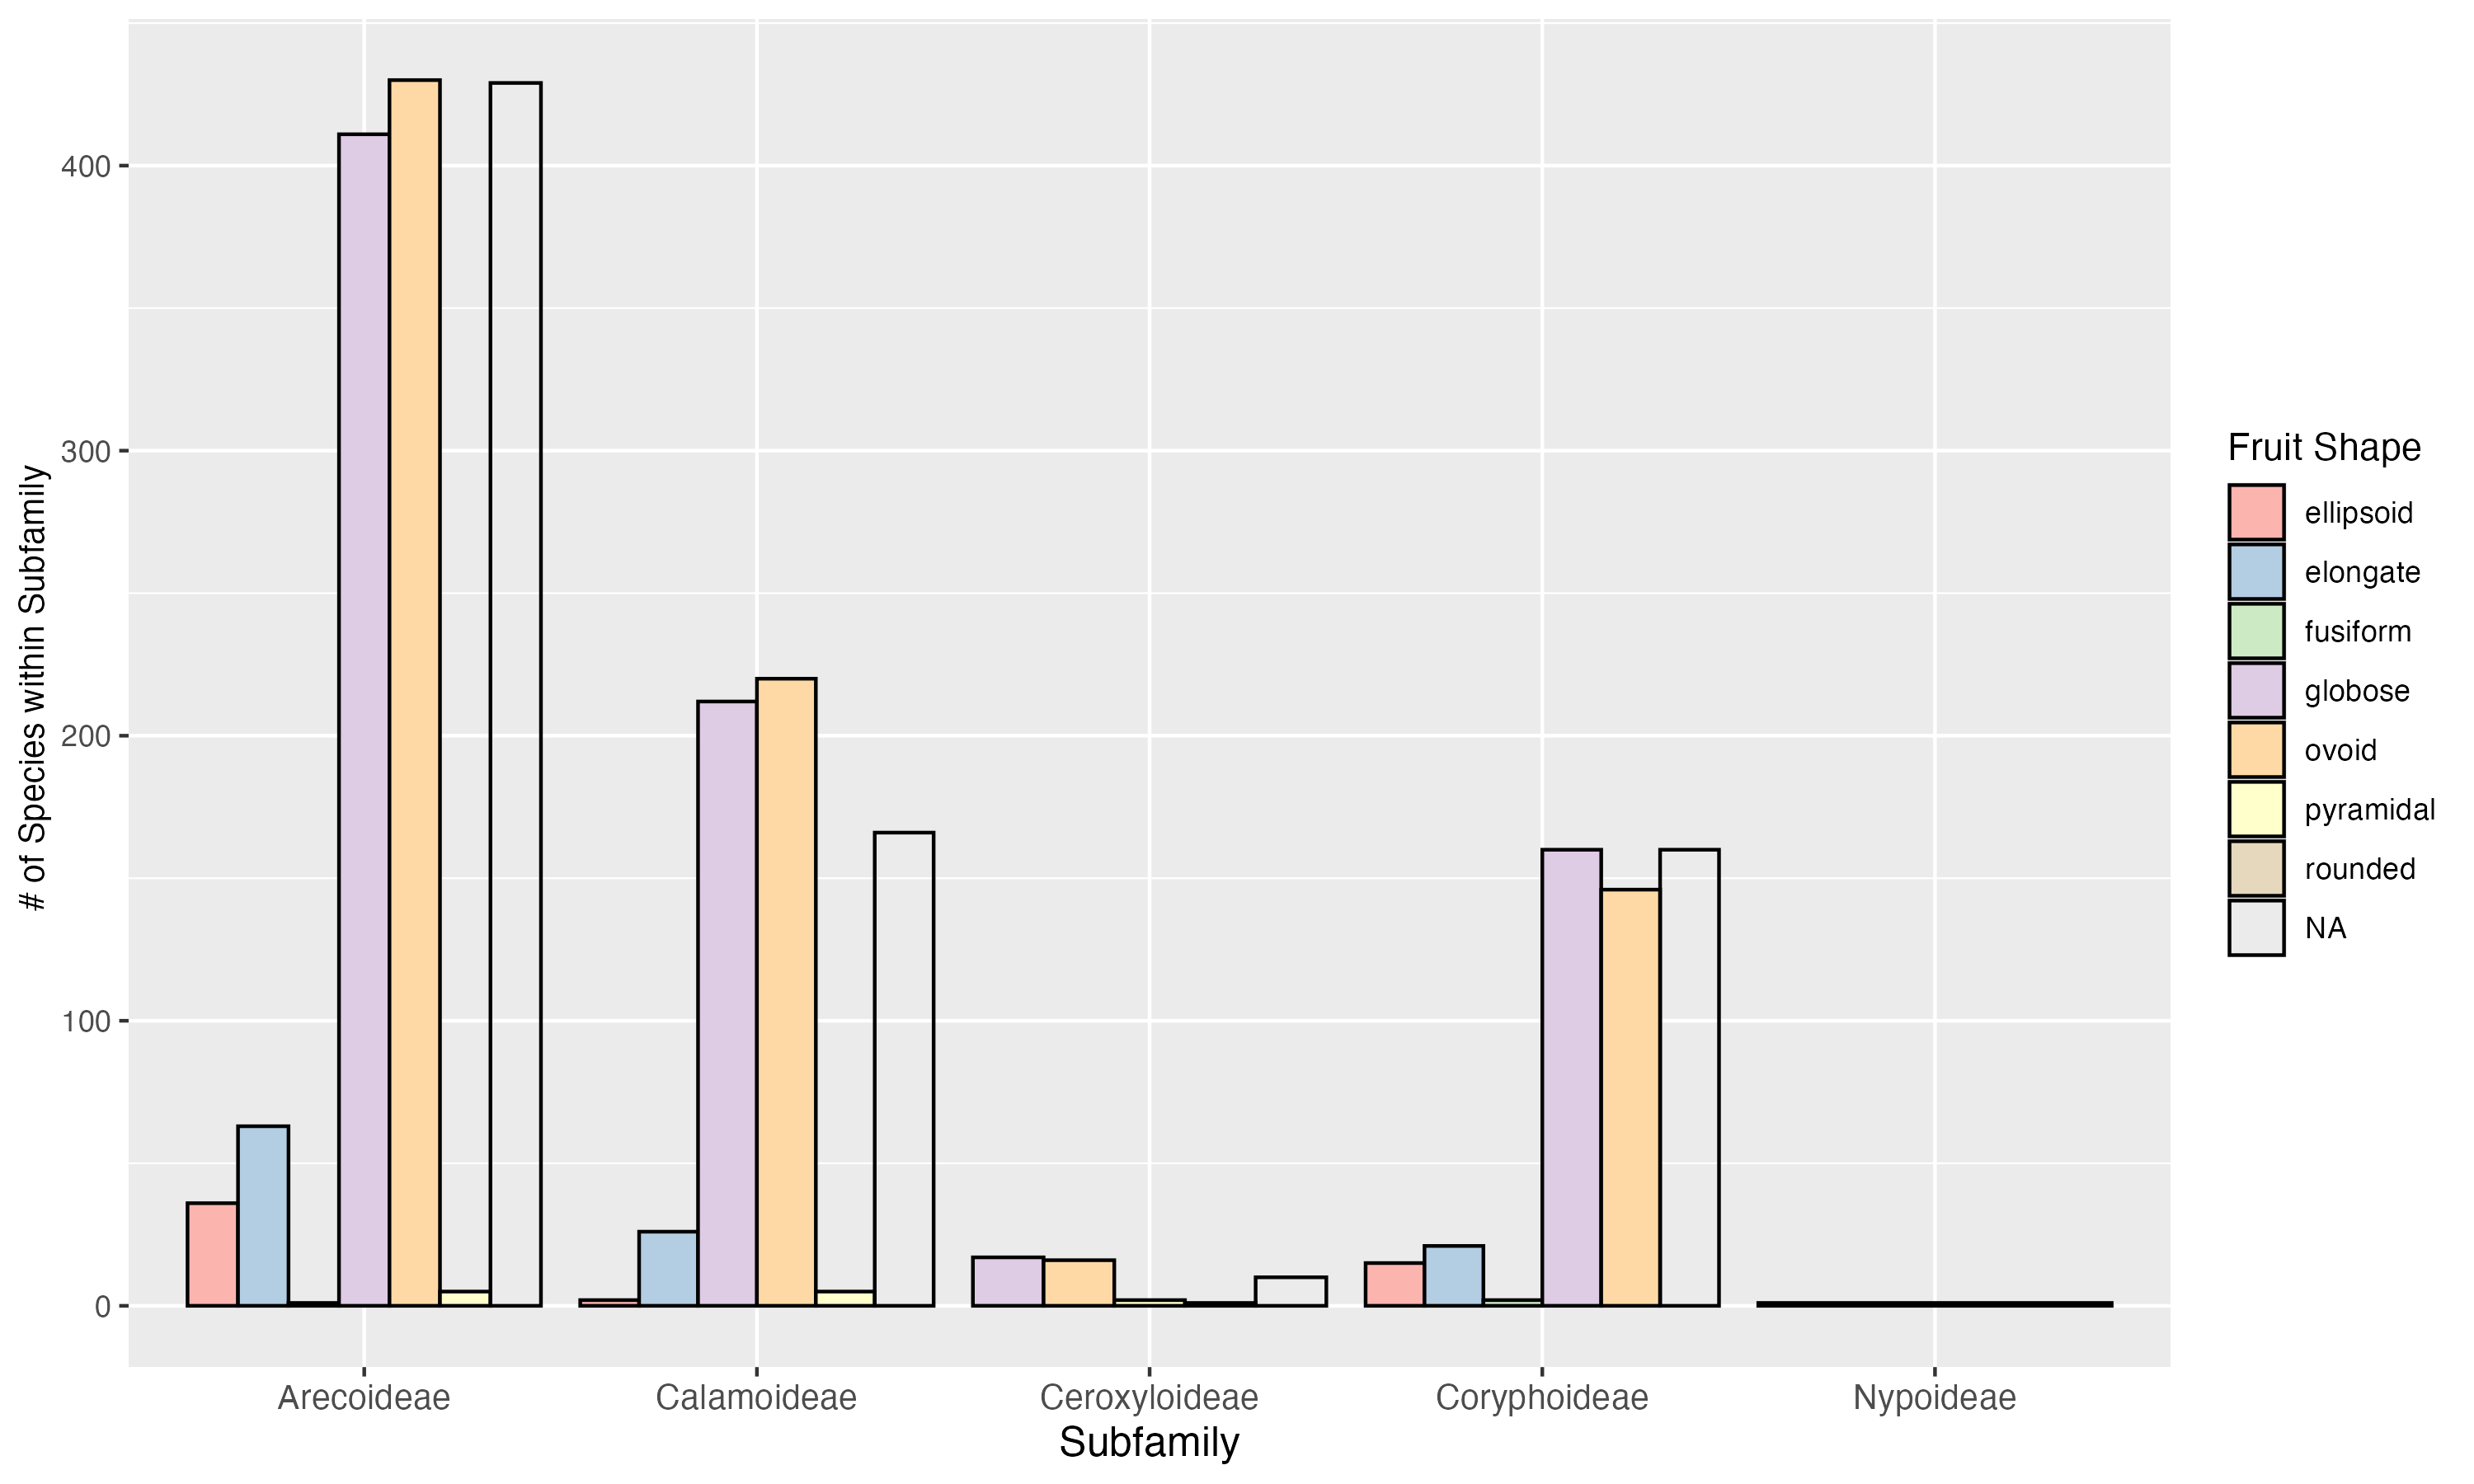 # of Species within Subfamily
400
300
200
100
0
Arecoideae
Calamoideae
Ceroxyloideae
Coryphoideae
Nypoideae
Subfamily
Fruit Shape
ellipsoid
elongate
fusiform
globose
ovoid
pyramidal
rounded
NA